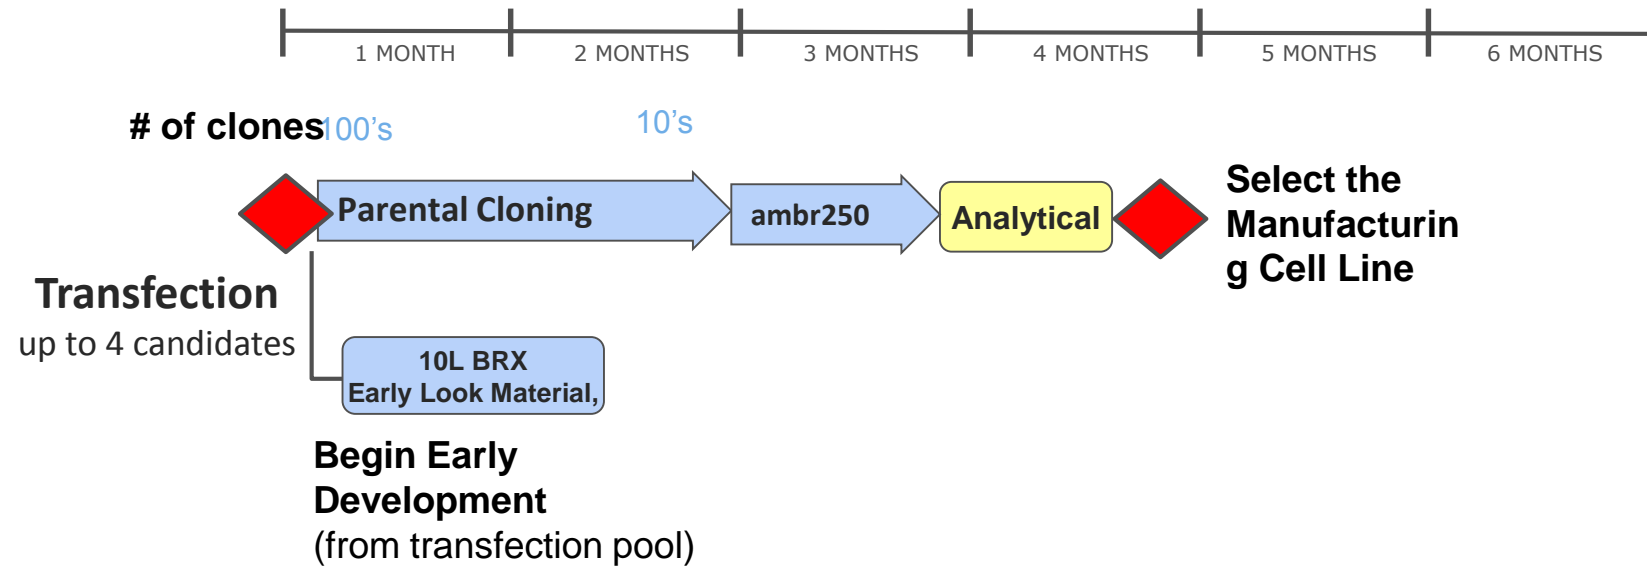 1 MONTH
2 MONTHS
3 MONTHS
4 MONTHS
5 MONTHS
6 MONTHS
# of clones
100's
10's
Parental Cloning
ambr250
Analytical
Select the
Manufacturin
g Cell Line
Transfection
up to 4 candidates
10L BRX
Early Look Material,
Begin Early
Development
(from transfection pool)